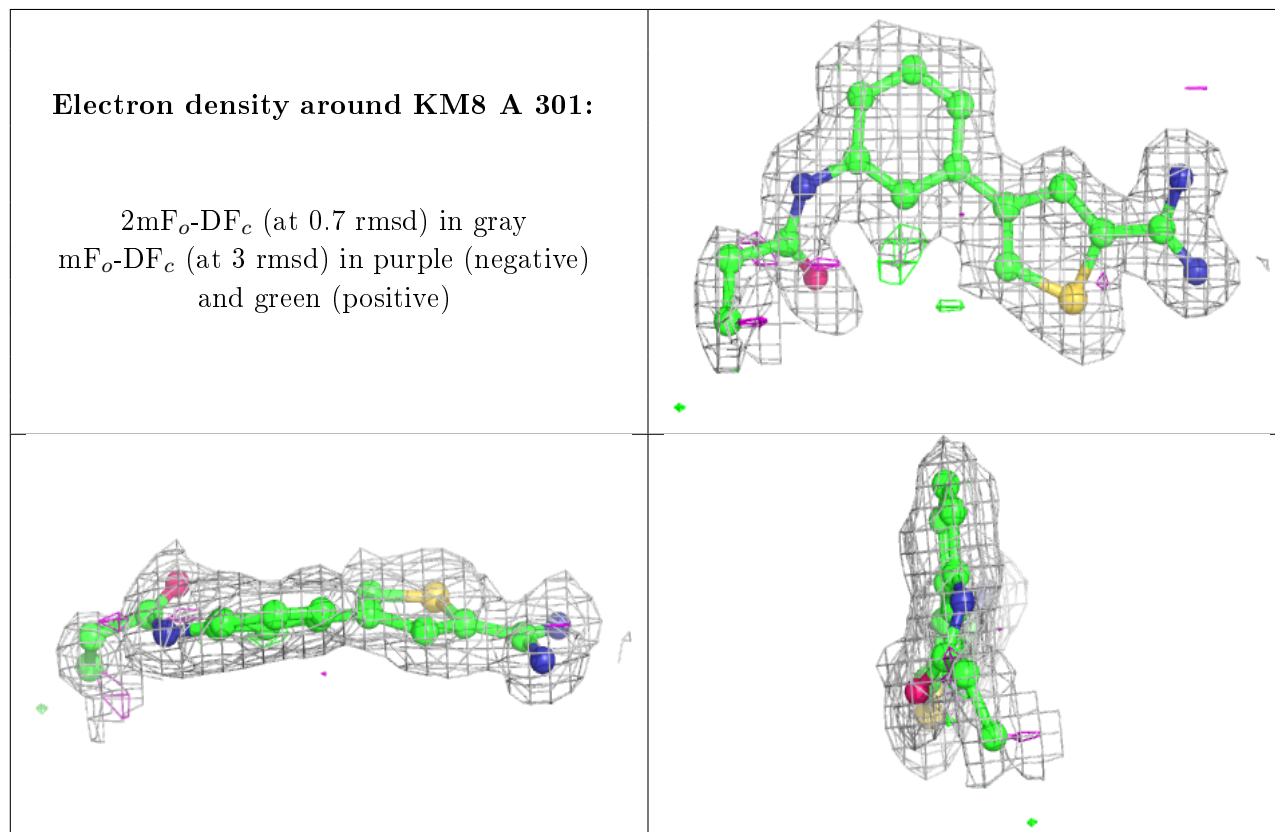 Electron density around KM8 A 301:
2mFₒ-DF𝒸 (at 0.7 rmsd) in gray
mFₒ-DF𝒸 (at 3 rmsd) in purple (negative)
and green (positive)